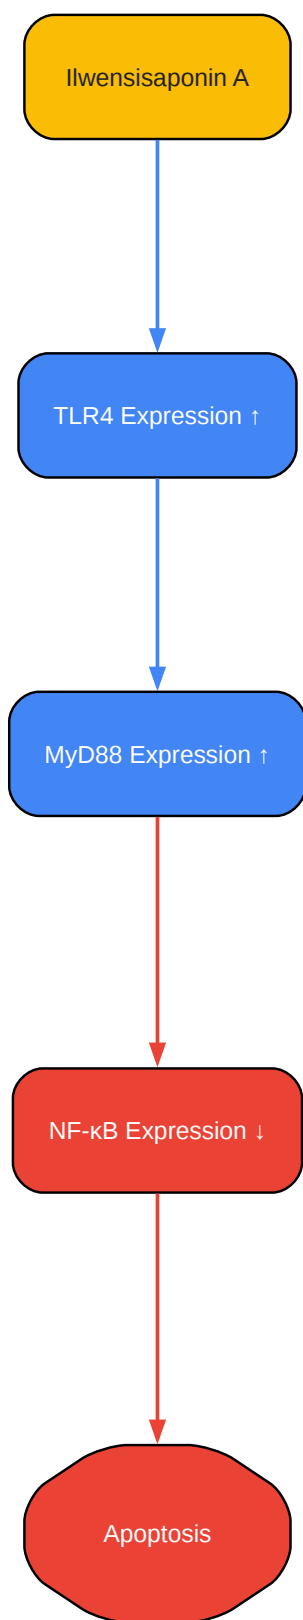 Ilwensisaponin A
TLR4 Expression ↑
MyD88 Expression ↑
NF-κB Expression ↓
Apoptosis